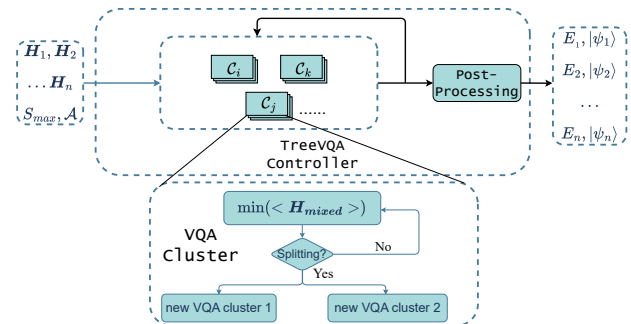 H₁, H₂
... Hₙ
Sₘₐₓ, 𝒜
𝒞ᵢ
𝒞ₖ
𝒞ⱼ
......
TreeVQA
Controller
Post-
Processing
E₁, |ψ₁⟩
E₂, |ψ₂⟩
...
Eₙ, |ψₙ⟩
VQA
Cluster
min(< H_mixed >)
Splitting?
No
Yes
new VQA cluster 1
new VQA cluster 2